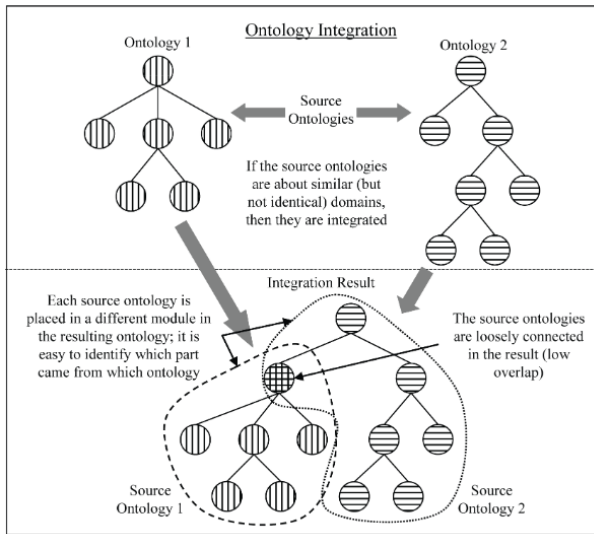 Ontology Integration
Ontology 1
Ontology 2
Source
Ontologies
If the source ontologies
are about similar (but
not identical) domains,
then they are integrated
Integration Result
Each source ontology is
placed in a different module in
the resulting ontology; it is
easy to identify which part
came from which ontology
The source ontologies
are loosely connected
in the result (low
overlap)
Source
Ontology 1
Source
Ontology 2